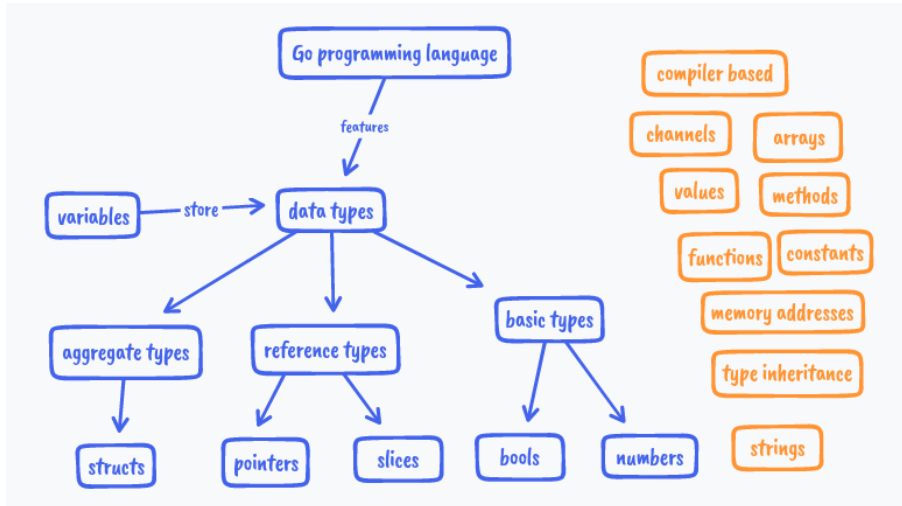 Go programming language
compiler based
features
channels
arrays
values
methods
variables
store
data types
functions
constants
memory addresses
basic types
aggregate types
reference types
type inheritance
strings
structs
pointers
slices
bools
numbers